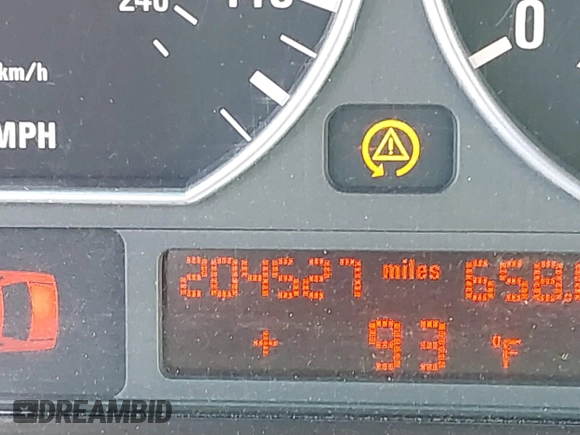 240
km/h
MPH
0
204527 miles
+ 93 °F
DREAMBID